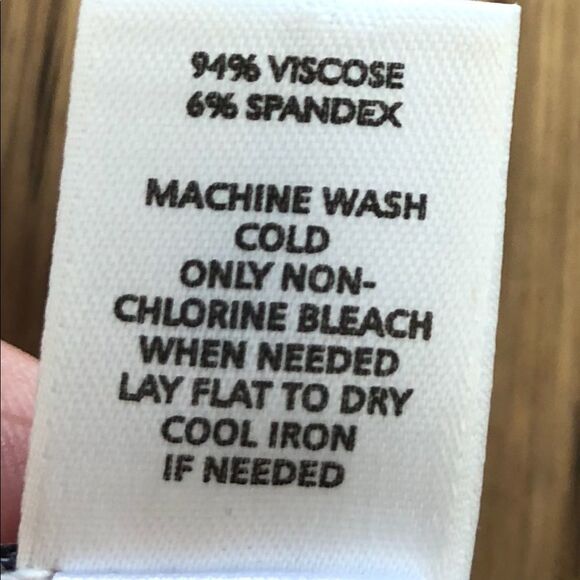 94% VISCOSE
6% SPANDEX
MACHINE WASH
COLD
ONLY NON-
CHLORINE BLEACH
WHEN NEEDED
LAY FLAT TO DRY
COOL IRON
IF NEEDED